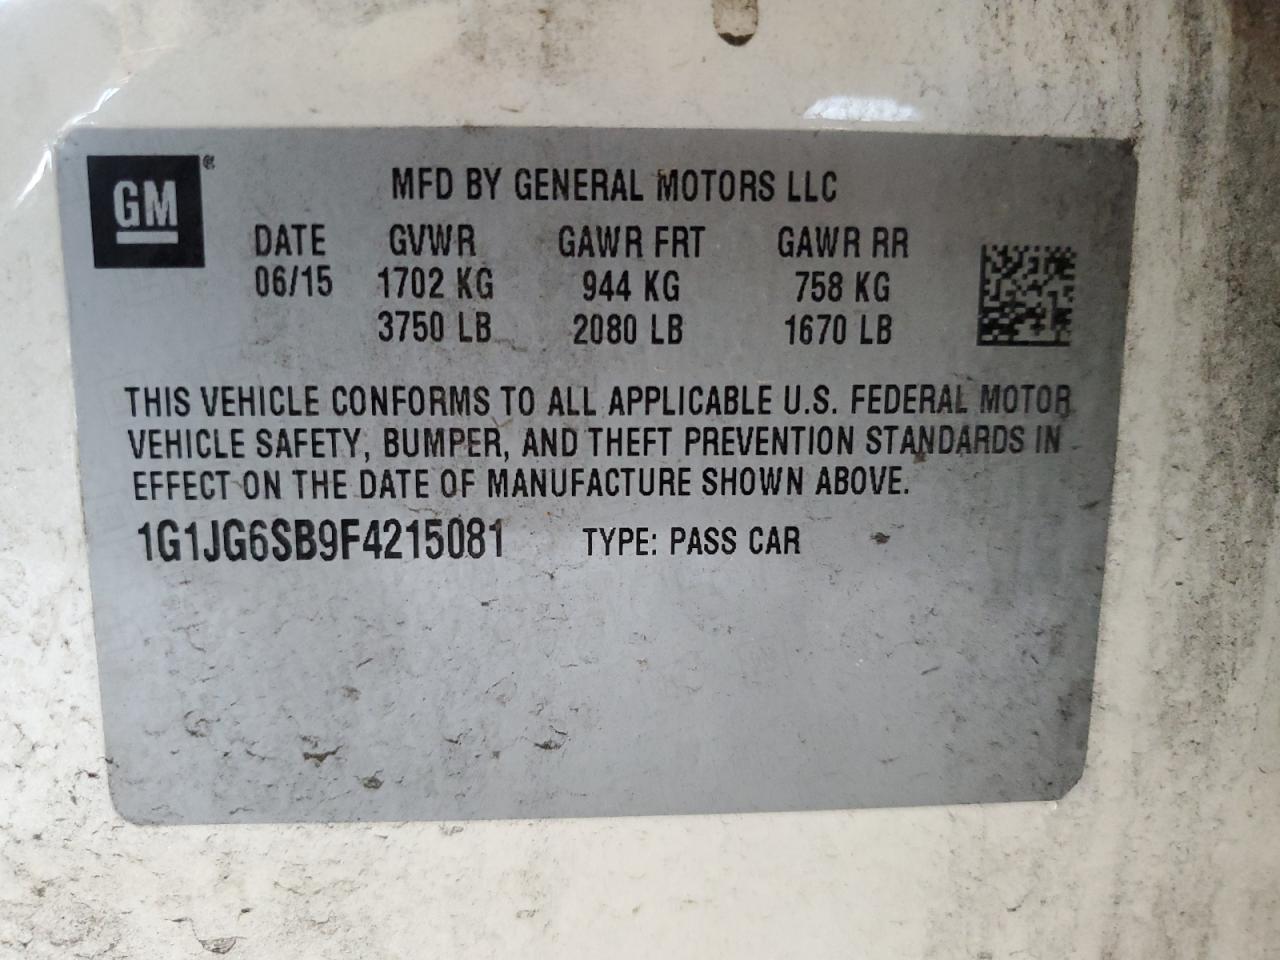 GM ®
MFD BY GENERAL MOTORS LLC
DATE GVWR GAWR FRT GAWR RR
06/15 1702 KG 944 KG 758 KG
3750 LB 2080 LB 1670 LB
THIS VEHICLE CONFORMS TO ALL APPLICABLE U.S. FEDERAL MOTOR
VEHICLE SAFETY, BUMPER, AND THEFT PREVENTION STANDARDS IN
EFFECT ON THE DATE OF MANUFACTURE SHOWN ABOVE.
1G1JG6SB9F4215081 TYPE: PASS CAR